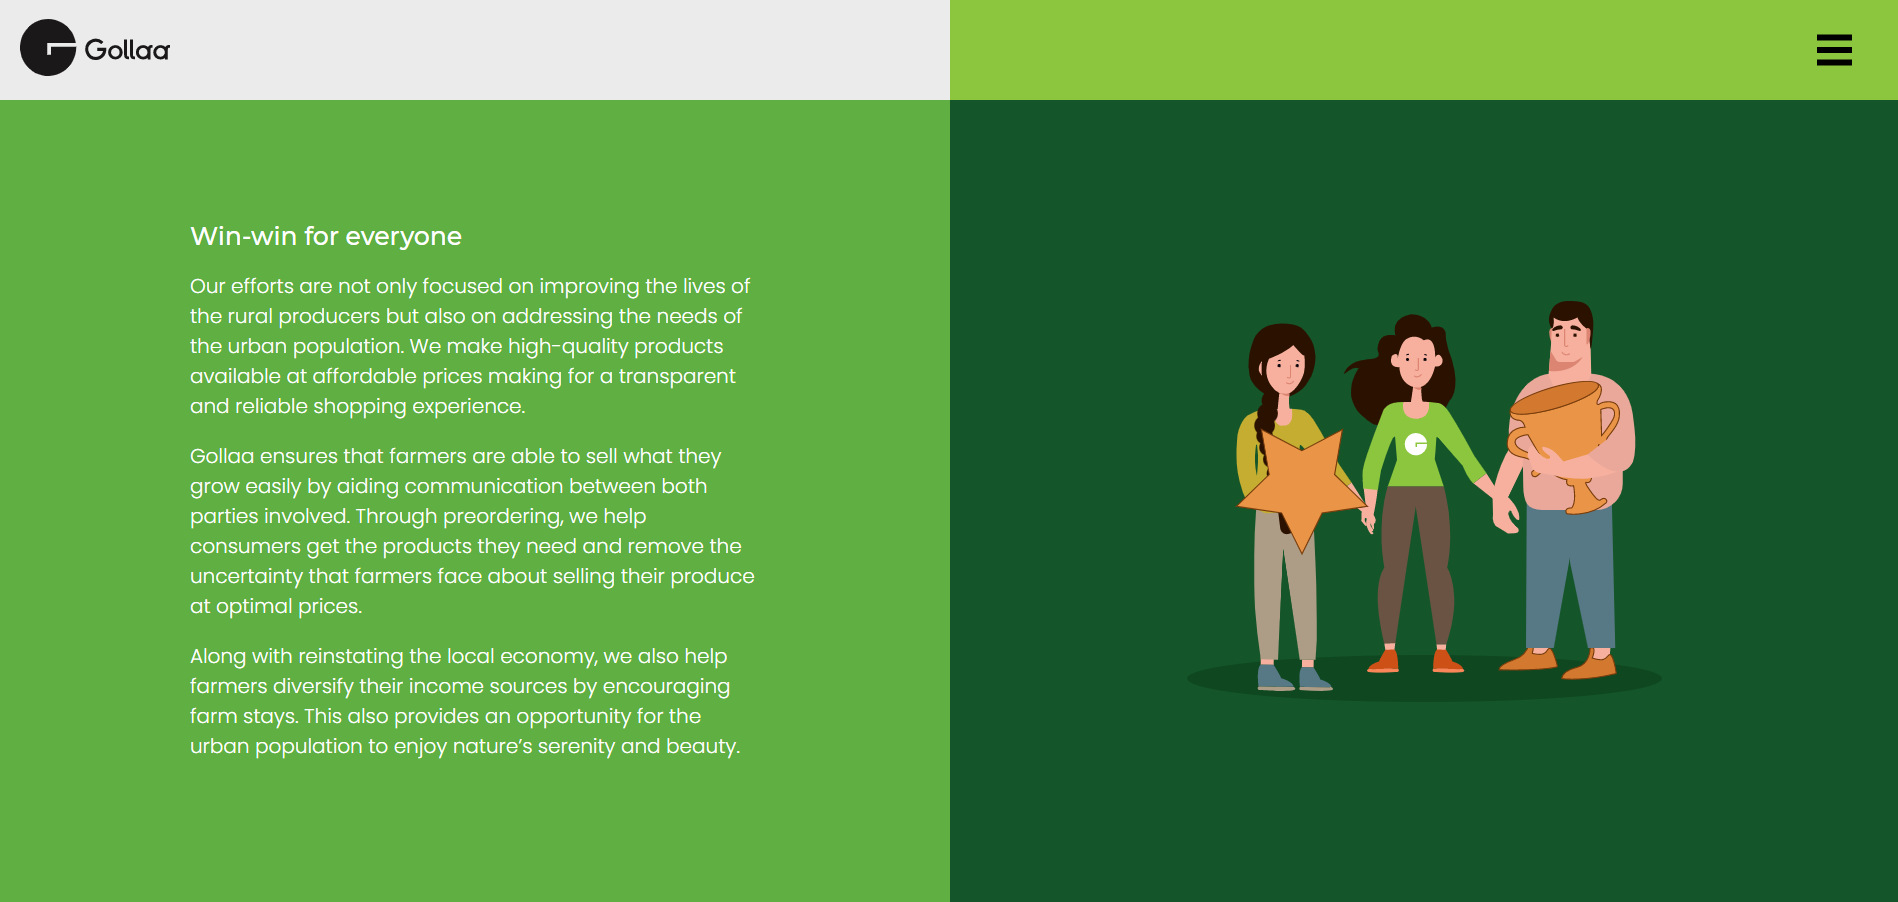 Gollaa
Win-win for everyone
Our efforts are not only focused on improving the lives of
the rural producers but also on addressing the needs of
the urban population. We make high-quality products
available at affordable prices making for a transparent
and reliable shopping experience.
Gollaa ensures that farmers are able to sell what they
grow easily by aiding communication between both
parties involved. Through preordering, we help
consumers get the products they need and remove the
uncertainty that farmers face about selling their produce
at optimal prices.
Along with reinstating the local economy, we also help
farmers diversify their income sources by encouraging
farm stays. This also provides an opportunity for the
urban population to enjoy nature’s serenity and beauty.